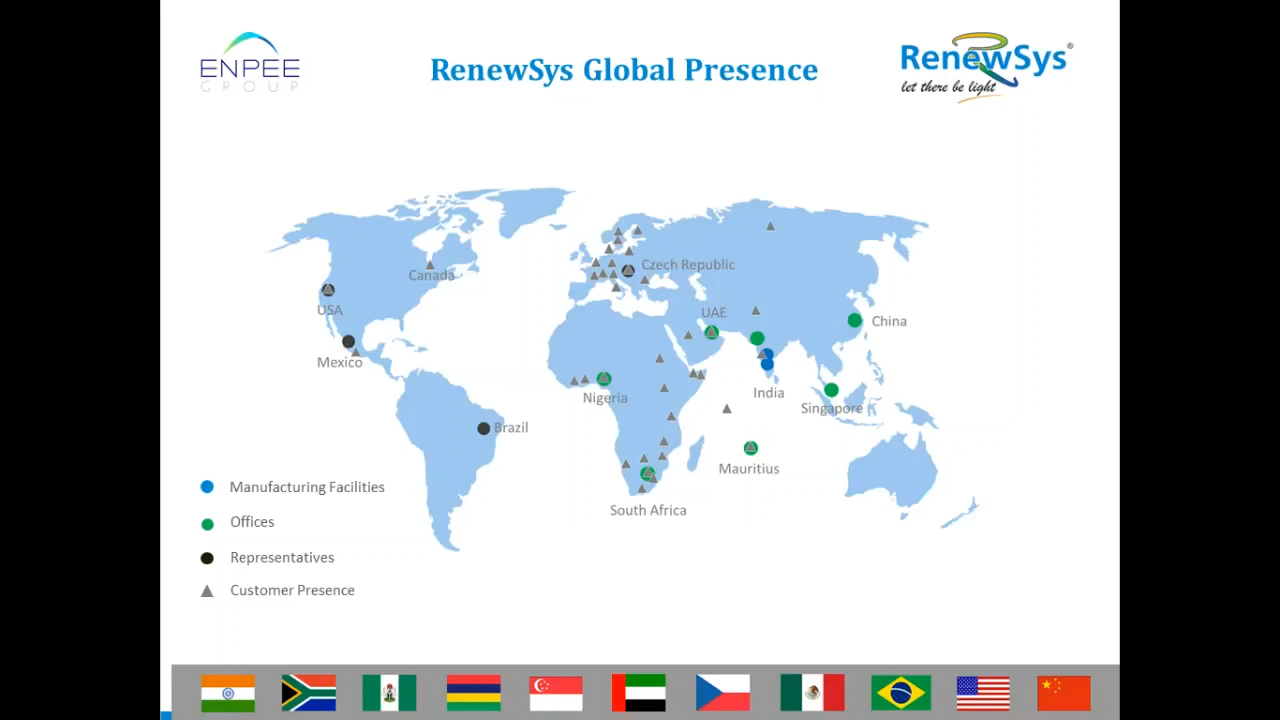 ENPEE
GROUP
RenewSys Global Presence
RenewSys®
let there be light
Canada
Czech Republic
USA
UAE
China
Mexico
Nigeria
India
Singapore
Brazil
Mauritius
South Africa
Manufacturing Facilities
Offices
Representatives
Customer Presence